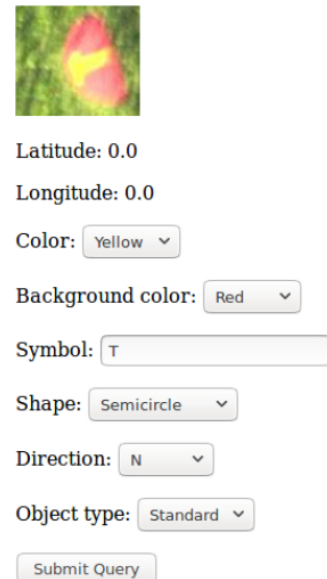 Latitude: 0.0
Longitude: 0.0
Color: Yellow
Background color: Red
Symbol: T
Shape: Semicircle
Direction: N
Object type: Standard
Submit Query